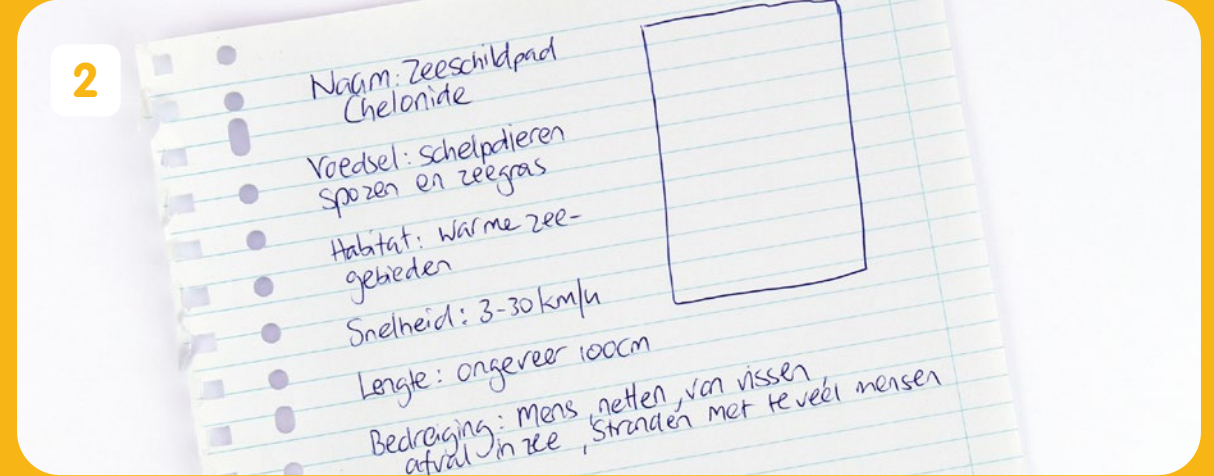 2
Naam: Zeeschildpad
Chelonide
Voedsel: schelpdieren
spozen en zeegras
Habitat: Warme zee-
gebieden
Snelheid: 3-30 km/u
Lengte: ongeveer 100cm
Bedreiging: mens, netten, van vissen,
afval in zee, Stranden met te veel mensen